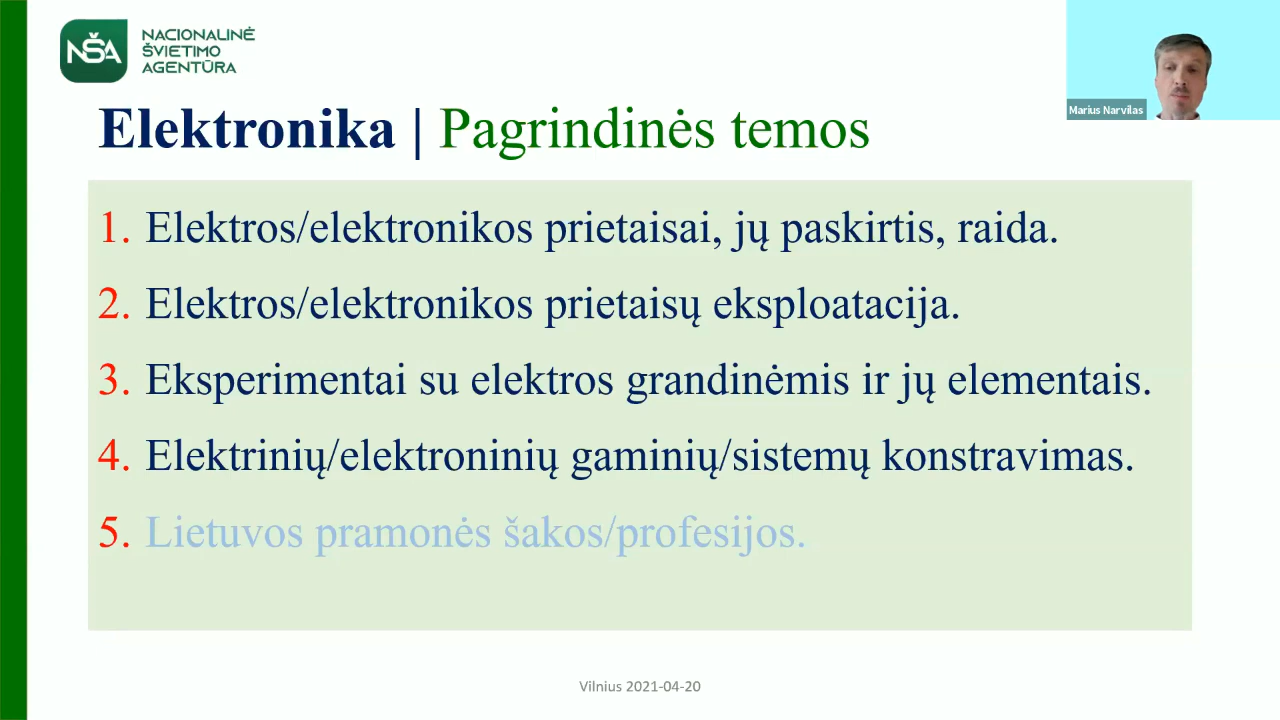 NŠA
NACIONALINĖ
ŠVIETIMO
AGENTŪRA
Marius Narvilas
Elektronika | Pagrindinės temos
1. Elektros/elektronikos prietaisai, jų paskirtis, raida.
2. Elektros/elektronikos prietaisų eksploatacija.
3. Eksperimentai su elektros grandinėmis ir jų elementais.
4. Elektrinių/elektroninių gaminių/sistemų konstravimas.
5. Lietuvos pramonės šakos/profesijos.
Vilnius 2021-04-20